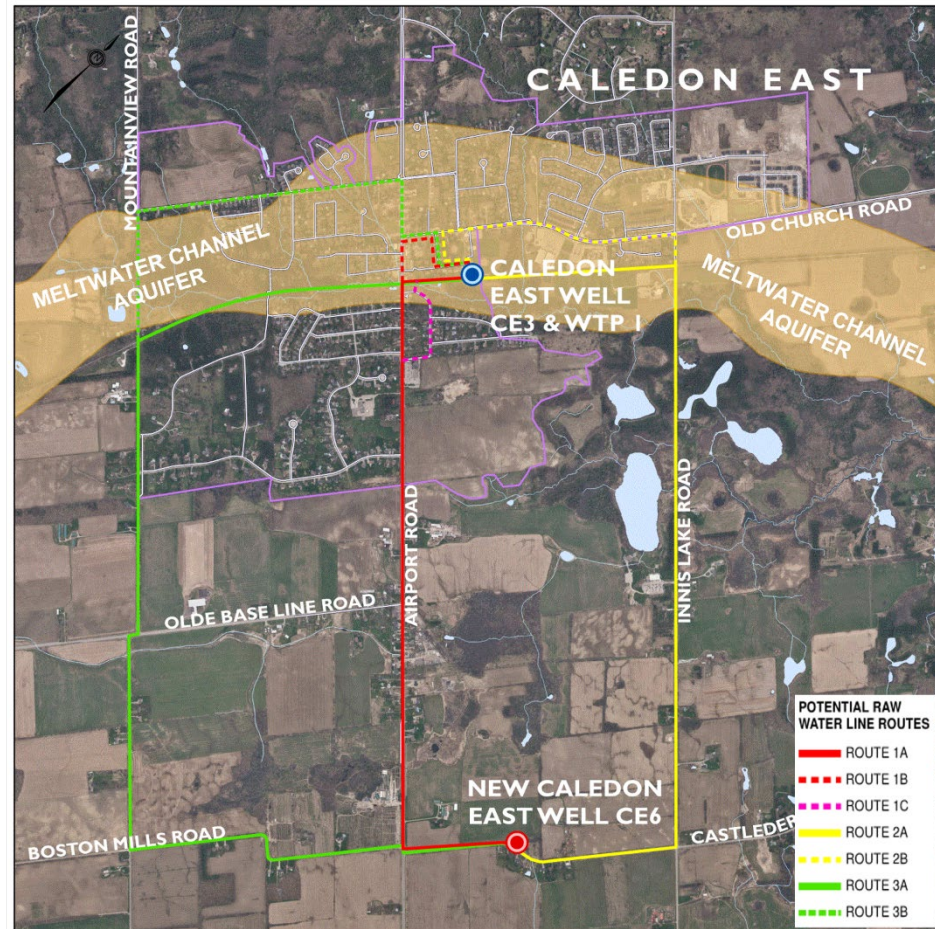 CALEDON EAST
MOUNTAINVIEW ROAD
OLD CHURCH ROAD
MELTWATER CHANNEL
AQUIFER
CALEDON
EAST WELL
CE3 & WTP 1
MELTWATER CHANNEL
AQUIFER
AIRPORT ROAD
INNIS LAKE ROAD
OLDE BASE LINE ROAD
NEW CALEDON
EAST WELL CE6
BOSTON MILLS ROAD
CASTLEDER
POTENTIAL RAW
WATER LINE ROUTES
ROUTE 1A
ROUTE 1B
ROUTE 1C
ROUTE 2A
ROUTE 2B
ROUTE 3A
ROUTE 3B